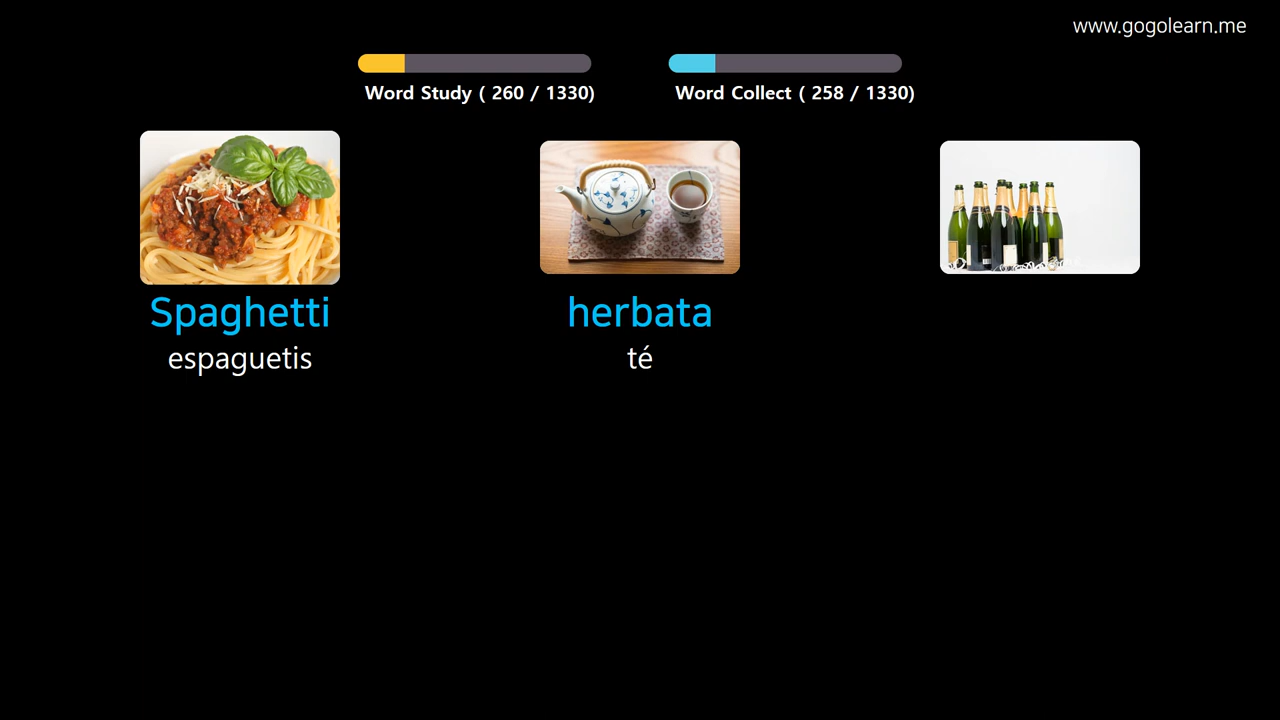 www.gogolearn.me
Word Study ( 260 / 1330)
Word Collect ( 258 / 1330)
Spaghetti
espaguetis
herbata
té